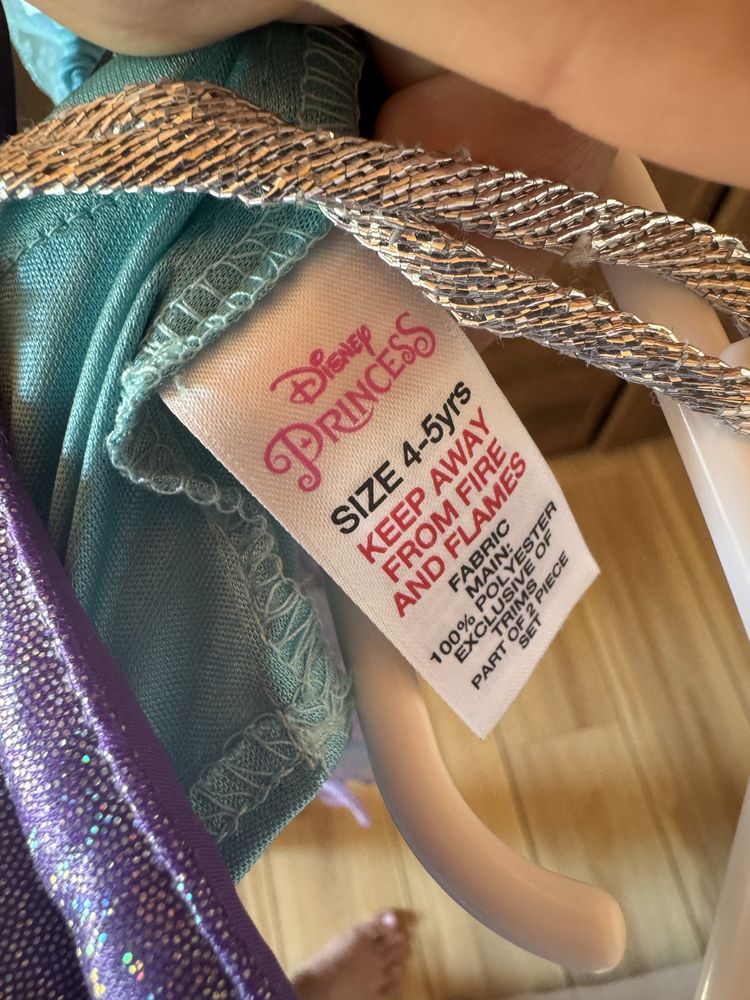 Disney
PRINCESS
SIZE 4-5yrs
KEEP AWAY
FROM FIRE
AND FLAMES
FABRIC
MAIN:
100% POLYESTER
EXCLUSIVE OF
TRIMS
PART OF 2 PIECE
SET